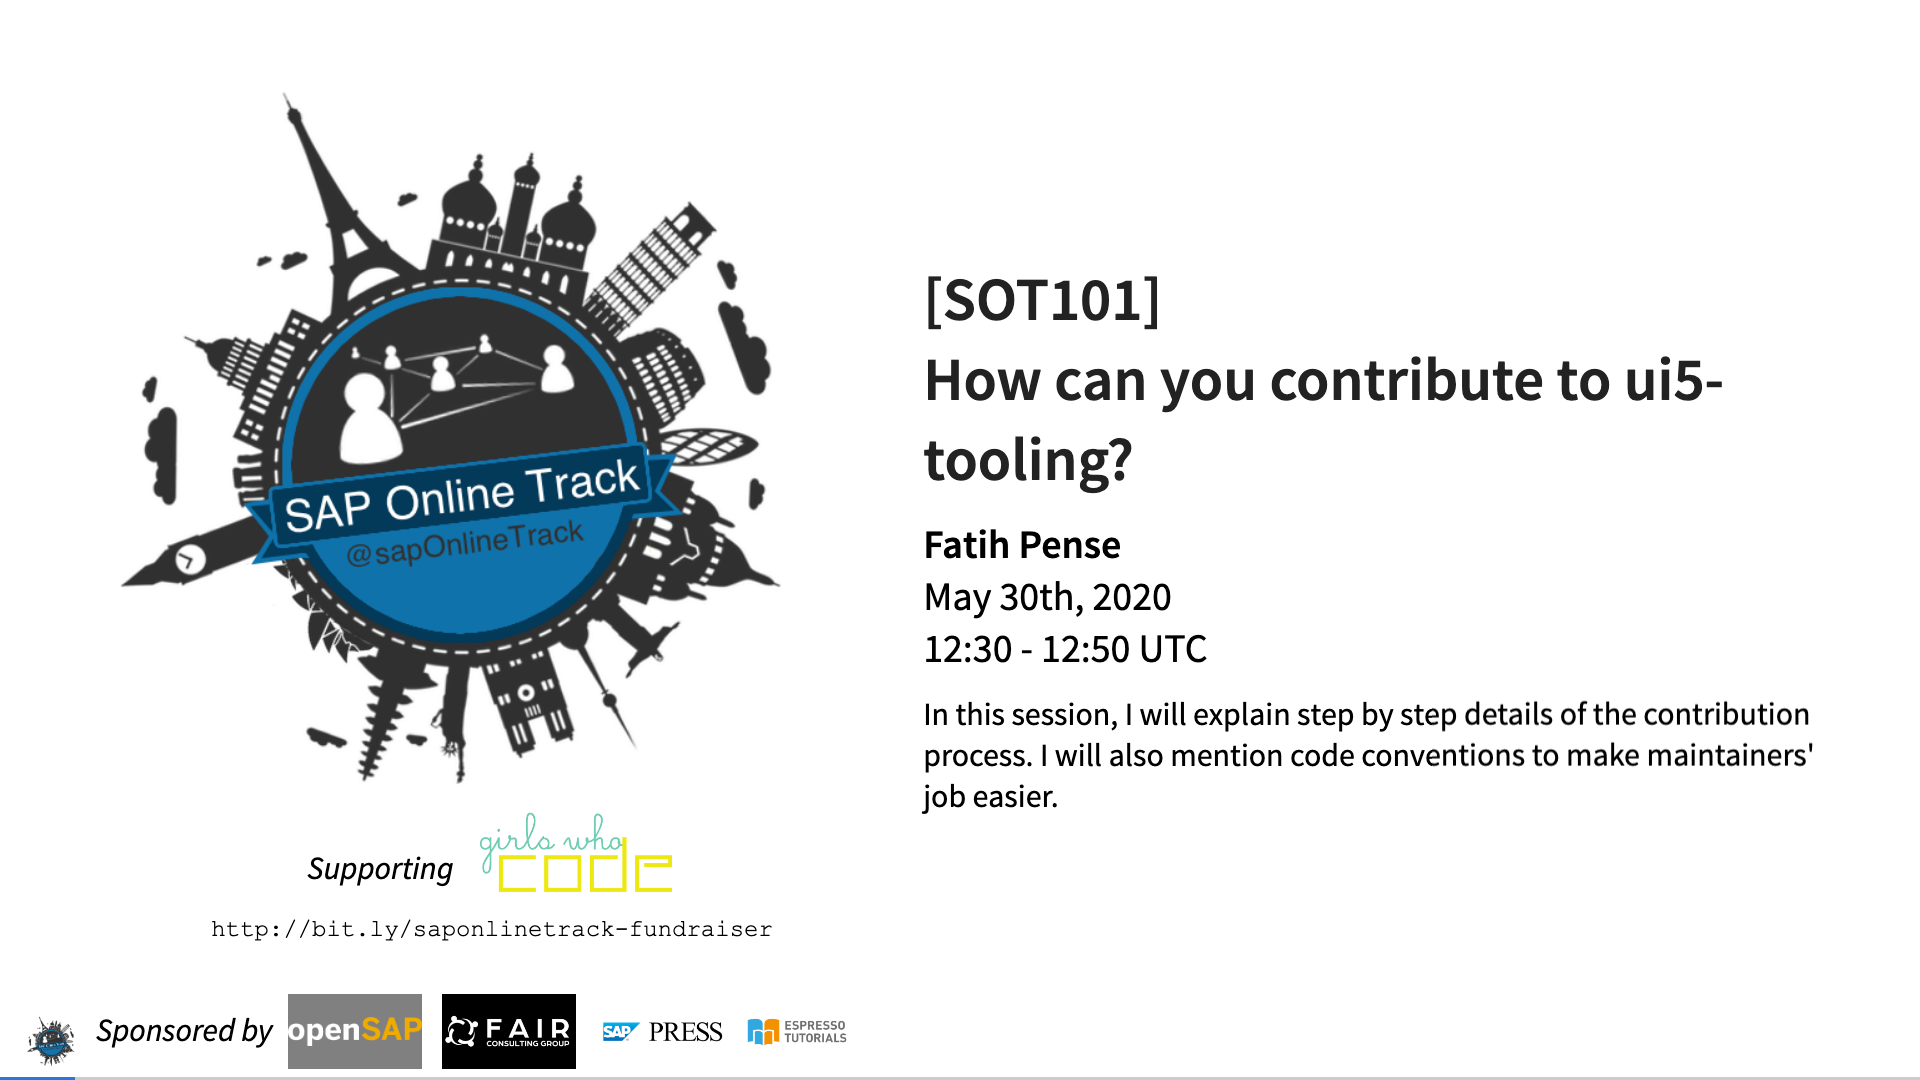 SAP Online Track
@sapOnlineTrack
Supporting
girls who
code
http://bit.ly/saponlinetrack-fundraiser
[SOT101]
How can you contribute to ui5-
tooling?
Fatih Pense
May 30th, 2020
12:30 - 12:50 UTC
In this session, I will explain step by step details of the contribution
process. I will also mention code conventions to make maintainers'
job easier.
Sponsored by
openSAP
FAIR
CONSULTING GROUP
SAP PRESS
ESPRESSO
TUTORIALS